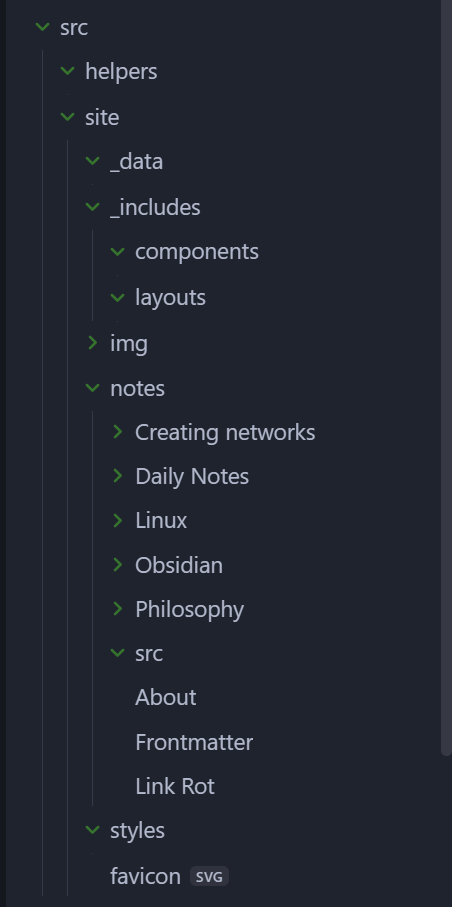 src
helpers
site
_data
_includes
components
layouts
img
notes
Creating networks
Daily Notes
Linux
Obsidian
Philosophy
src
About
Frontmatter
Link Rot
styles
favicon SVG